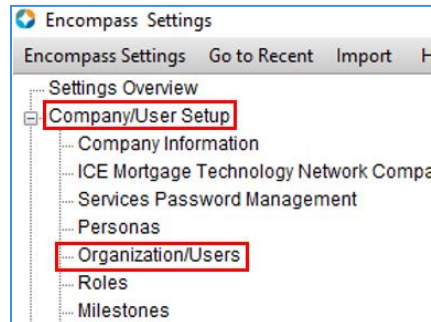 Encompass Settings
Encompass Settings Go to Recent Import
Settings Overview
Company/User Setup
Company Information
ICE Mortgage Technology Network
Services Password Management
Personas
Organization/Users
Roles
Milestones